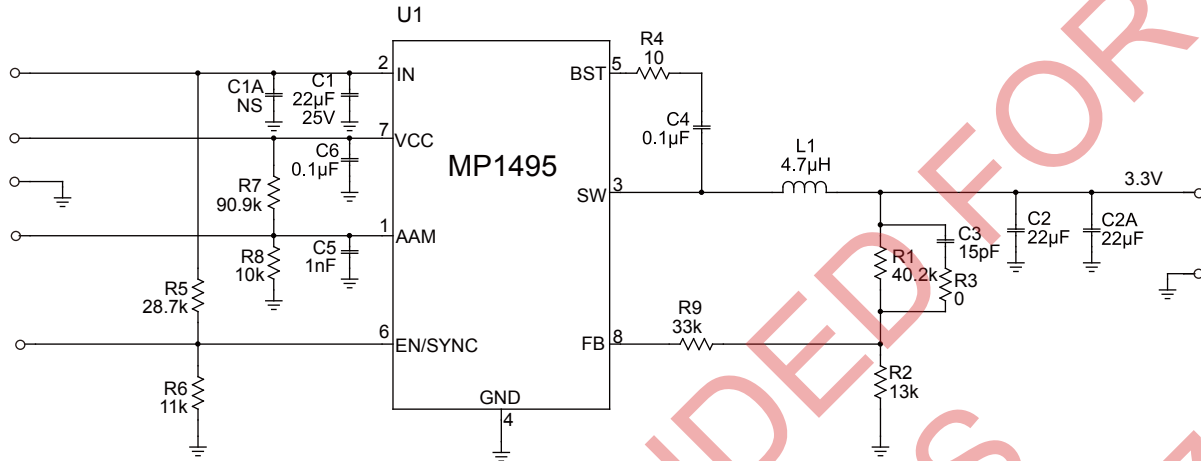 U1
MP1495
2 IN
7 VCC
1 AAM
6 EN/SYNC
GND
4
BST 5
SW 3
FB 8
C1A
NS
C1
22µF
25V
C6
0.1µF
R7
90.9k
R8
10k
C5
1nF
R5
28.7k
R6
11k
R4
10
C4
0.1µF
L1
4.7µH
3.3V
R1
40.2k
C3
15pF
R3
0
C2
22µF
C2A
22µF
R9
33k
R2
13k
NDED FOR